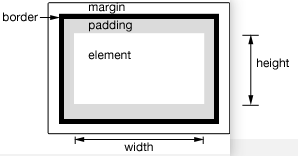 margin
border
padding
element
height
width